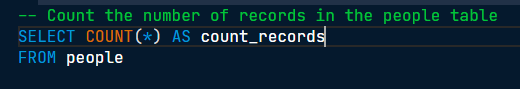 -- Count the number of records in the people table
SELECT COUNT(*) AS count_records
FROM people